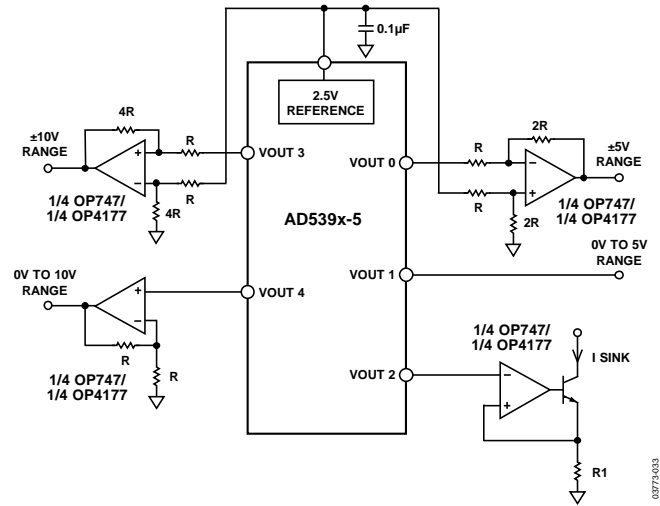 0.1µF
2.5V
REFERENCE
4R
±10V
RANGE
R
VOUT 3
R
1/4 OP747/
1/4 OP4177
4R
2R
R
VOUT 0
±5V
RANGE
R
1/4 OP747/
1/4 OP4177
2R
AD539x-5
0V TO 5V
RANGE
VOUT 1
0V TO 10V
RANGE
VOUT 4
R
R
1/4 OP747/
1/4 OP4177
1/4 OP747/
1/4 OP4177
I SINK
VOUT 2
R1
03773-033
+
−
−
+
+
−
−
+